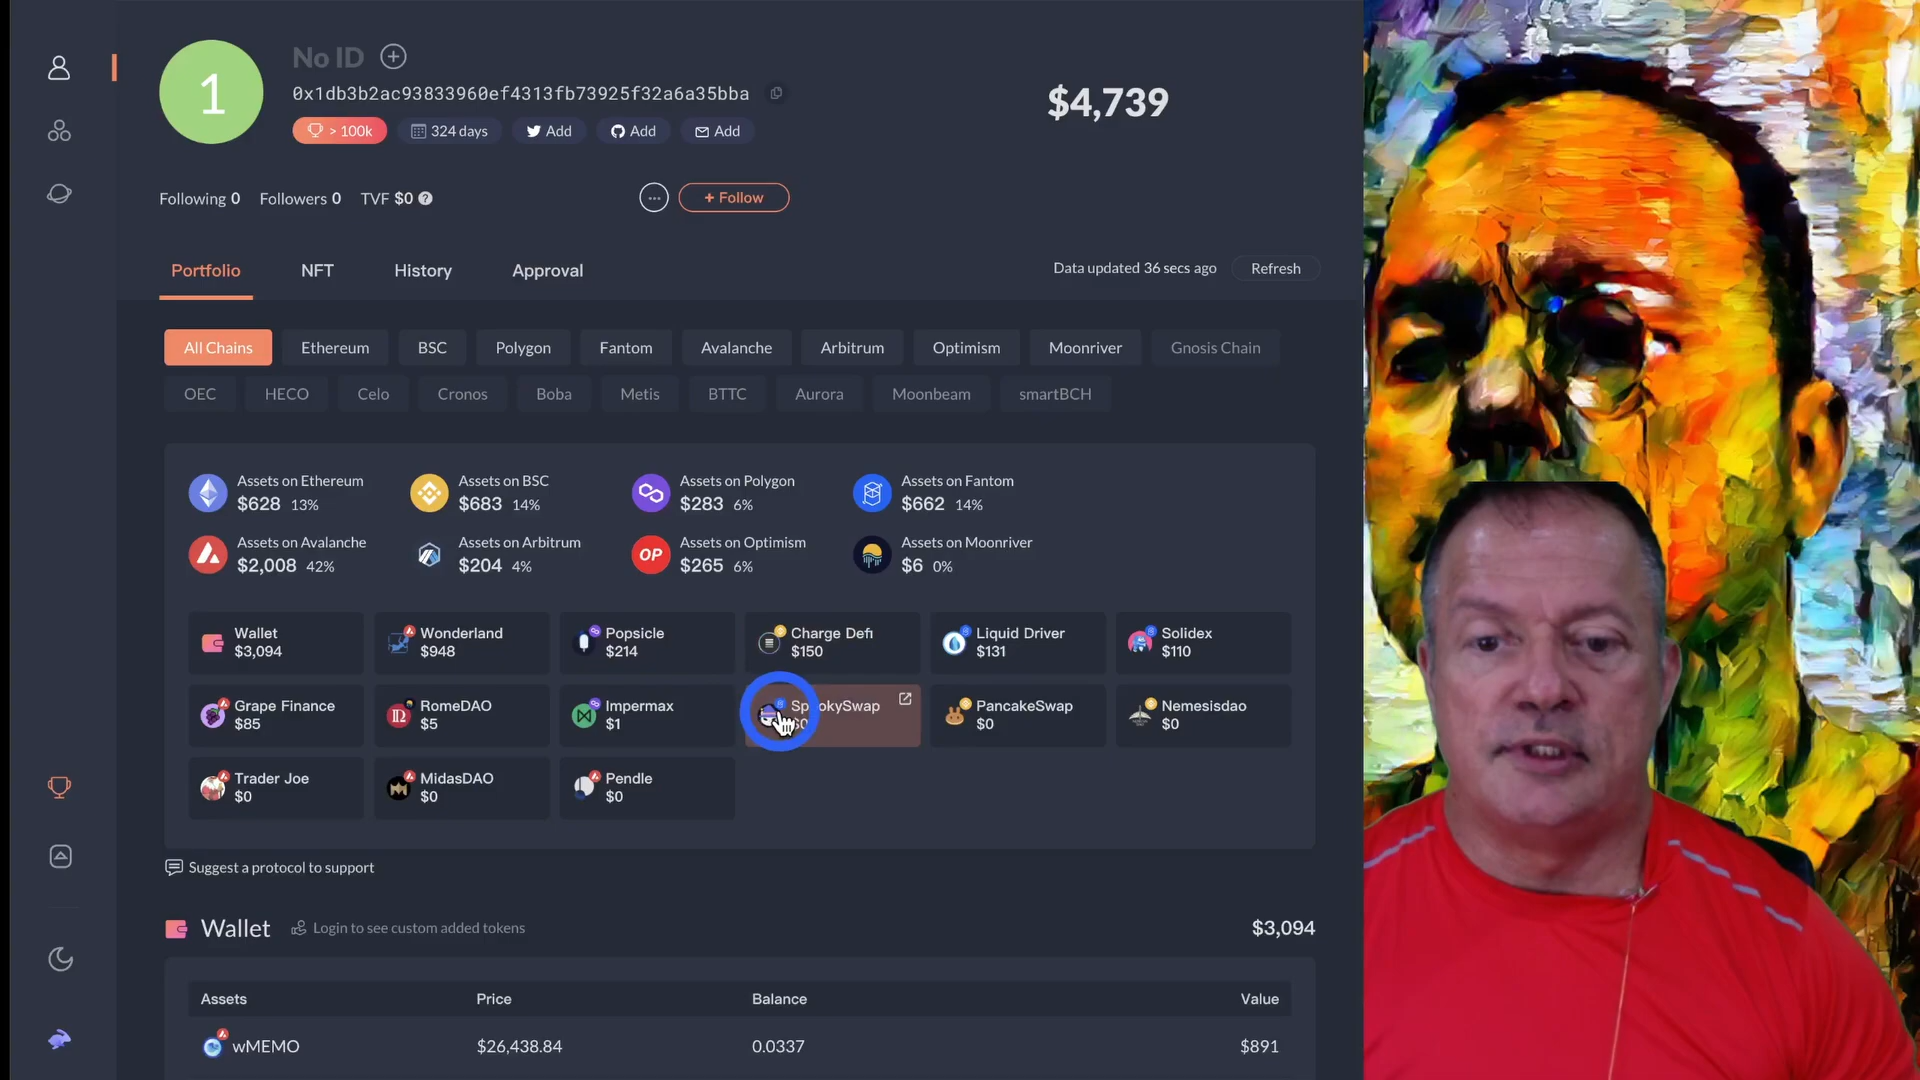 1
No ID
0x1db3b2ac93833960ef4313fb73925f32a6a35bba
$4,739
> 100k
324 days
Add
Add
Add
Following 0
Followers 0
TVF $0
+ Follow
Portfolio
NFT
History
Approval
Data updated 36 secs ago
Refresh
All Chains
Ethereum
BSC
Polygon
Fantom
Avalanche
Arbitrum
Optimism
Moonriver
Gnosis Chain
OEC
HECO
Celo
Cronos
Boba
Metis
BTTC
Aurora
Moonbeam
smartBCH
Assets on Ethereum
$628 13%
Assets on BSC
$683 14%
Assets on Polygon
$283 6%
Assets on Fantom
$662 14%
Assets on Avalanche
$2,008 42%
Assets on Arbitrum
$204 4%
OP
Assets on Optimism
$265 6%
Assets on Moonriver
$6 0%
Wallet
$3,094
Wonderland
$948
Popsicle
$214
Charge Defi
$150
Liquid Driver
$131
Solidex
$110
Grape Finance
$85
RomeDAO
$5
Impermax
$1
SpookySwap
$0
PancakeSwap
$0
Nemesisdao
$0
Trader Joe
$0
MidasDAO
$0
Pendle
$0
Suggest a protocol to support
Wallet
Login to see custom added tokens
$3,094
Assets
Price
Balance
Value
wMEMO
$26,438.84
0.0337
$891